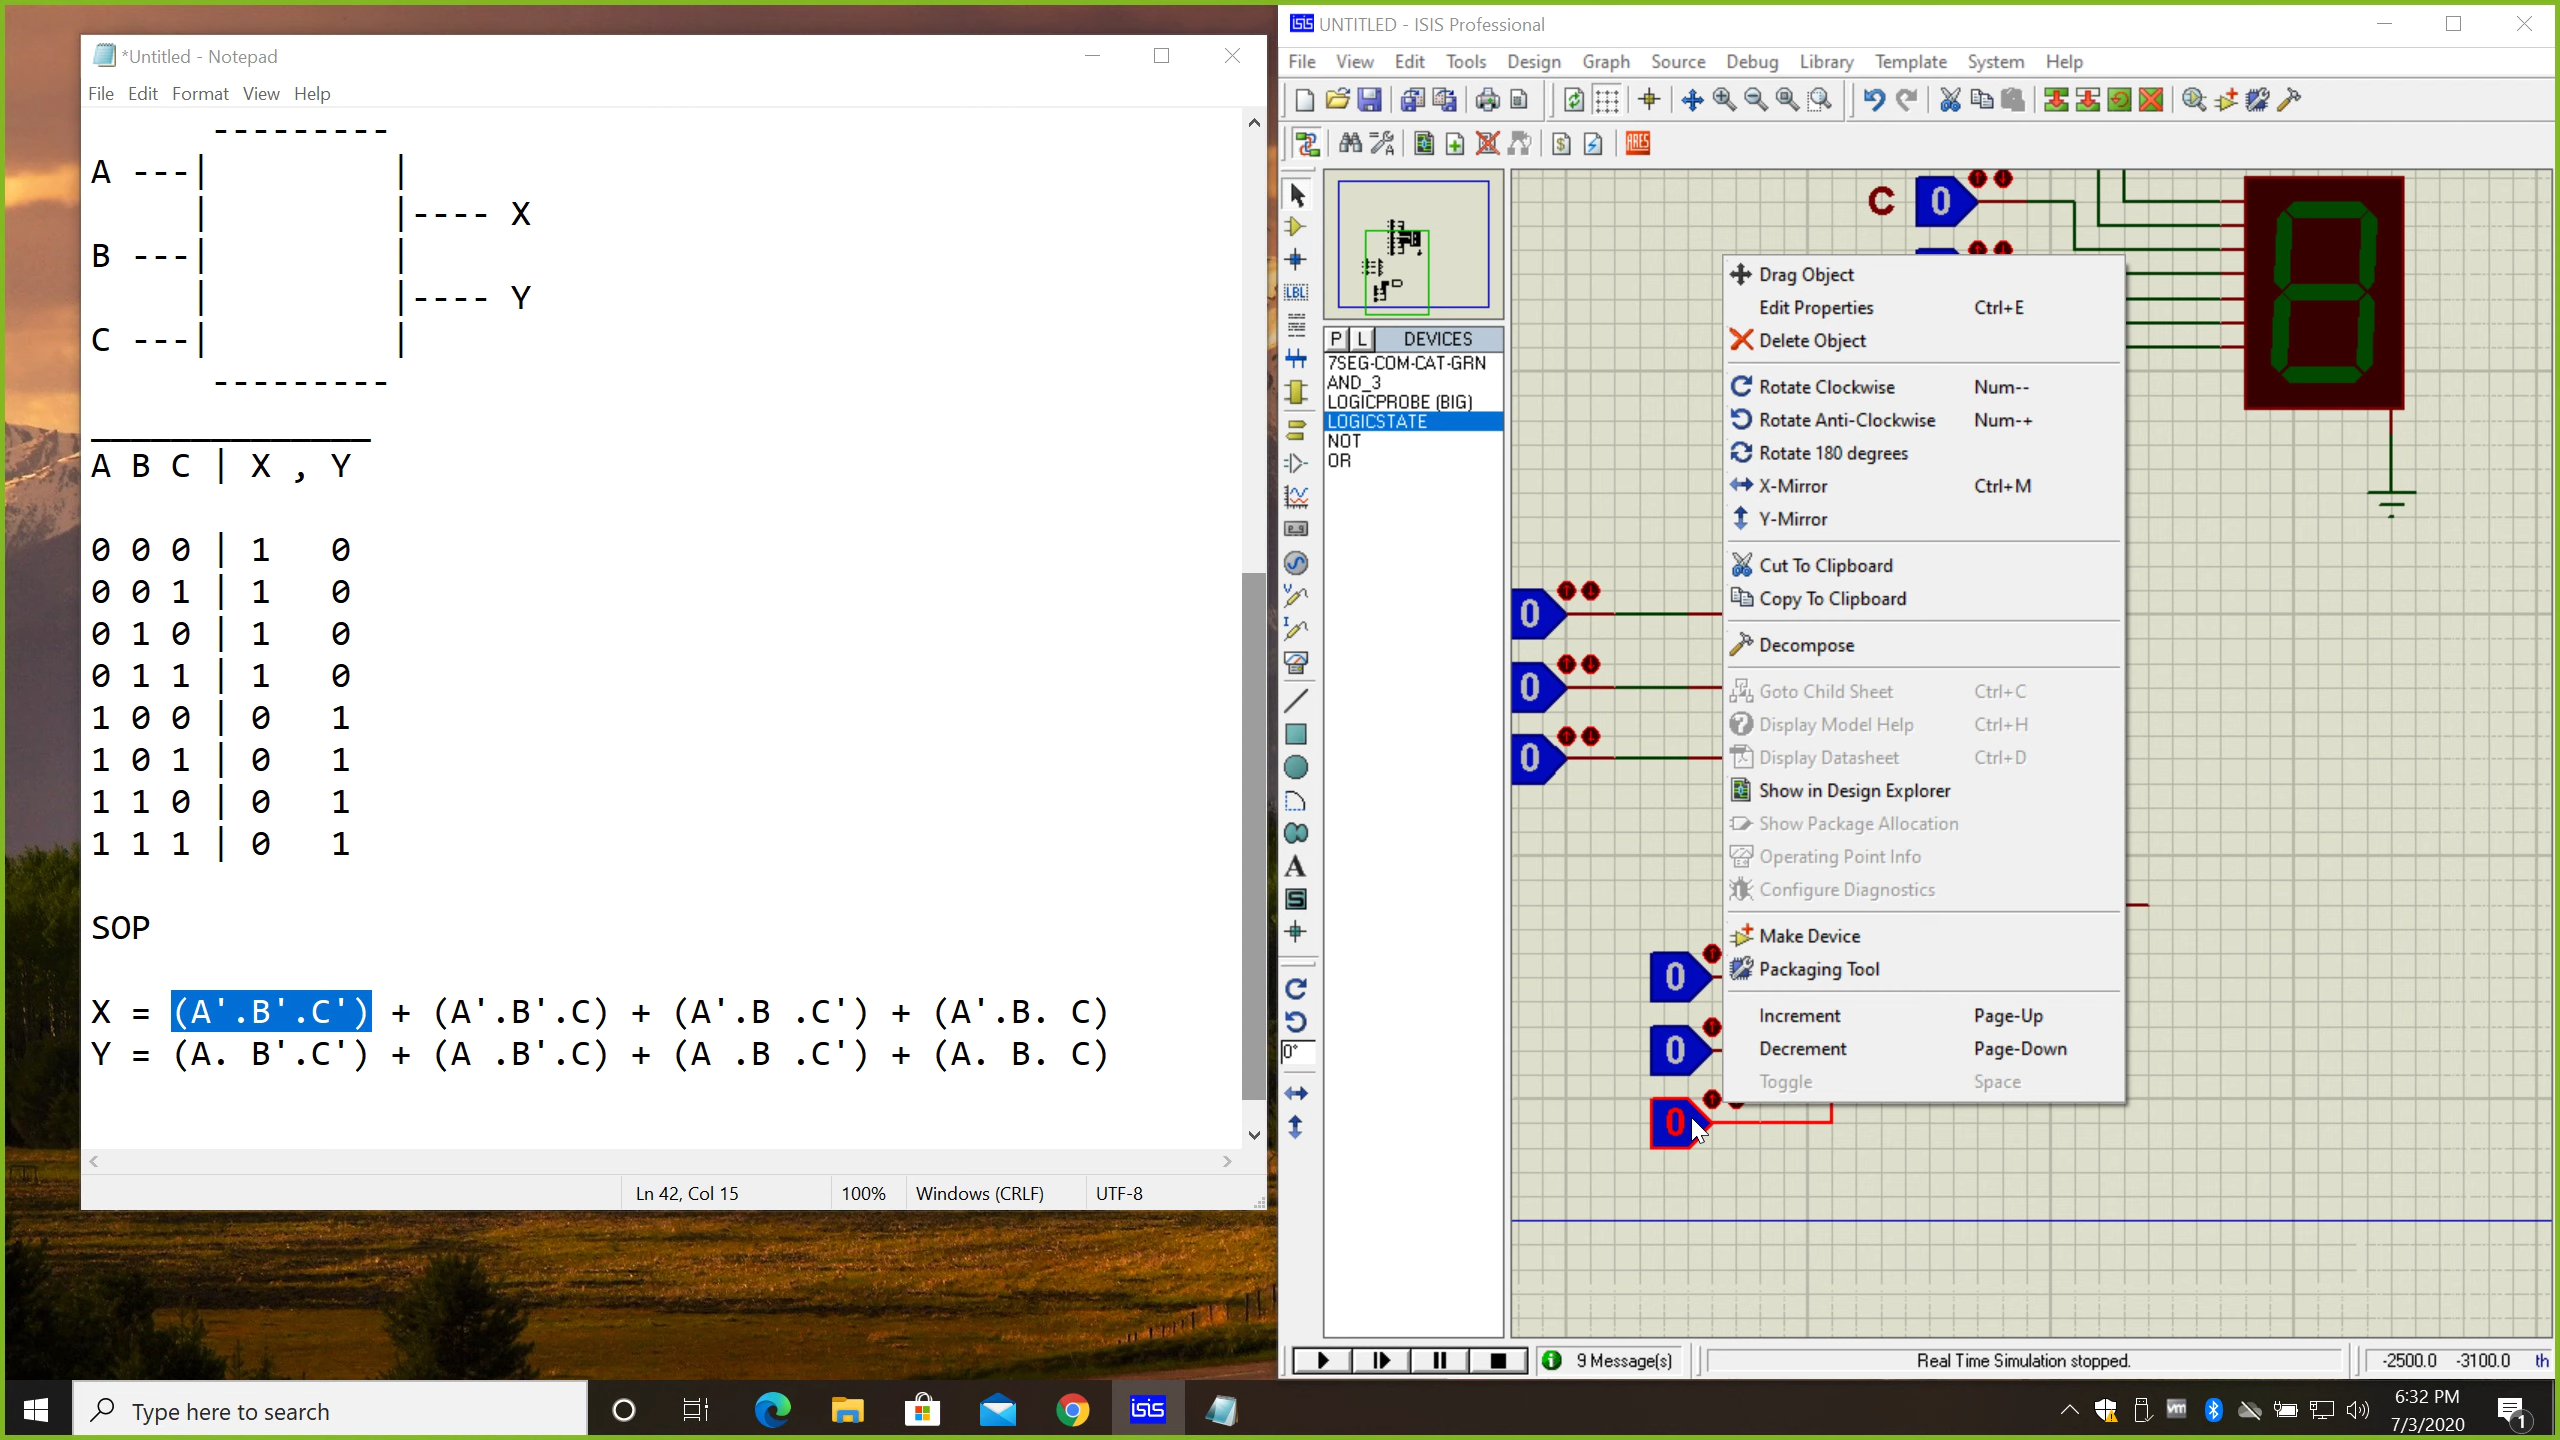 *Untitled - Notepad
File Edit Format View Help
---------
A ---| |
| |---- X
B ---| |
| |---- Y
C ---| |
---------
______________
A B C | X , Y
0 0 0 | 1 0
0 0 1 | 1 0
0 1 0 | 1 0
0 1 1 | 1 0
1 0 0 | 0 1
1 0 1 | 0 1
1 1 0 | 0 1
1 1 1 | 0 1
SOP
X = (A'.B'.C') + (A'.B'.C) + (A'.B .C') + (A'.B. C)
Y = (A. B'.C') + (A .B'.C) + (A .B .C') + (A. B. C)
Ln 42, Col 15 100% Windows (CRLF) UTF-8
isis UNTITLED - ISIS Professional
File View Edit Tools Design Graph Source Debug Library Template System Help
ARES
LBL
A
S
0°
P L DEVICES
7SEG-COM-CAT-GRN
AND_3
LOGICPROBE (BIG)
LOGICSTATE
NOT
OR
C 0
0
0
0
0
0
0
Drag Object
Edit Properties Ctrl+E
Delete Object
Rotate Clockwise Num--
Rotate Anti-Clockwise Num-+
Rotate 180 degrees
X-Mirror Ctrl+M
Y-Mirror
Cut To Clipboard
Copy To Clipboard
Decompose
Goto Child Sheet Ctrl+C
Display Model Help Ctrl+H
Display Datasheet Ctrl+D
Show in Design Explorer
Show Package Allocation
Operating Point Info
Configure Diagnostics
Make Device
Packaging Tool
Increment Page-Up
Decrement Page-Down
Toggle Space
9 Message(s) Real Time Simulation stopped. -2500.0 -3100.0 th
Type here to search
isis
vm
6:32 PM
7/3/2020
1